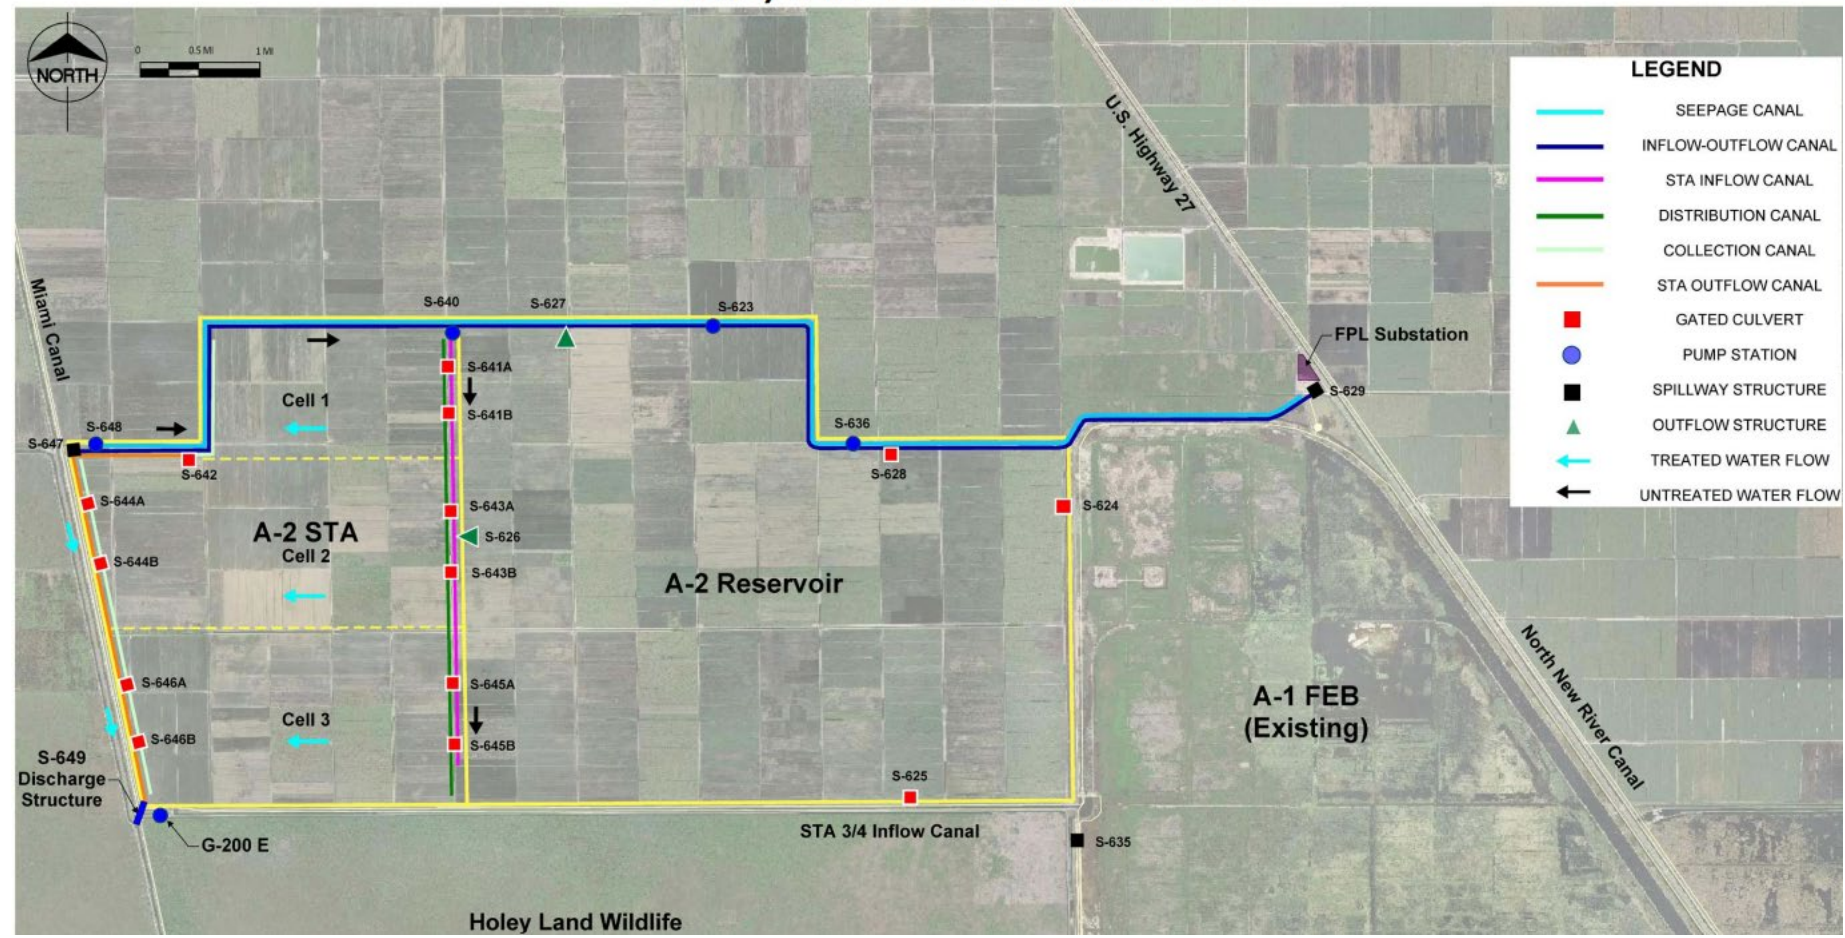 NORTH
0 0.5 MI 1 MI
U.S. Highway 27
Miami Canal
LEGEND
SEEPAGE CANAL
INFLOW-OUTFLOW CANAL
STA INFLOW CANAL
DISTRIBUTION CANAL
COLLECTION CANAL
STA OUTFLOW CANAL
GATED CULVERT
PUMP STATION
SPILLWAY STRUCTURE
OUTFLOW STRUCTURE
TREATED WATER FLOW
UNTREATED WATER FLOW
S-640
S-627
S-623
FPL Substation
S-629
S-641A
Cell 1
S-641B
S-648
S-647
S-642
S-636
S-628
S-644A
S-643A
S-624
A-2 STA
S-626
Cell 2
S-644B
S-643B
A-2 Reservoir
S-646A
S-645A
A-1 FEB
(Existing)
North New River Canal
Cell 3
S-646B
S-645B
S-649
Discharge
Structure
S-625
G-200 E
STA 3/4 Inflow Canal
S-635
Holey Land Wildlife